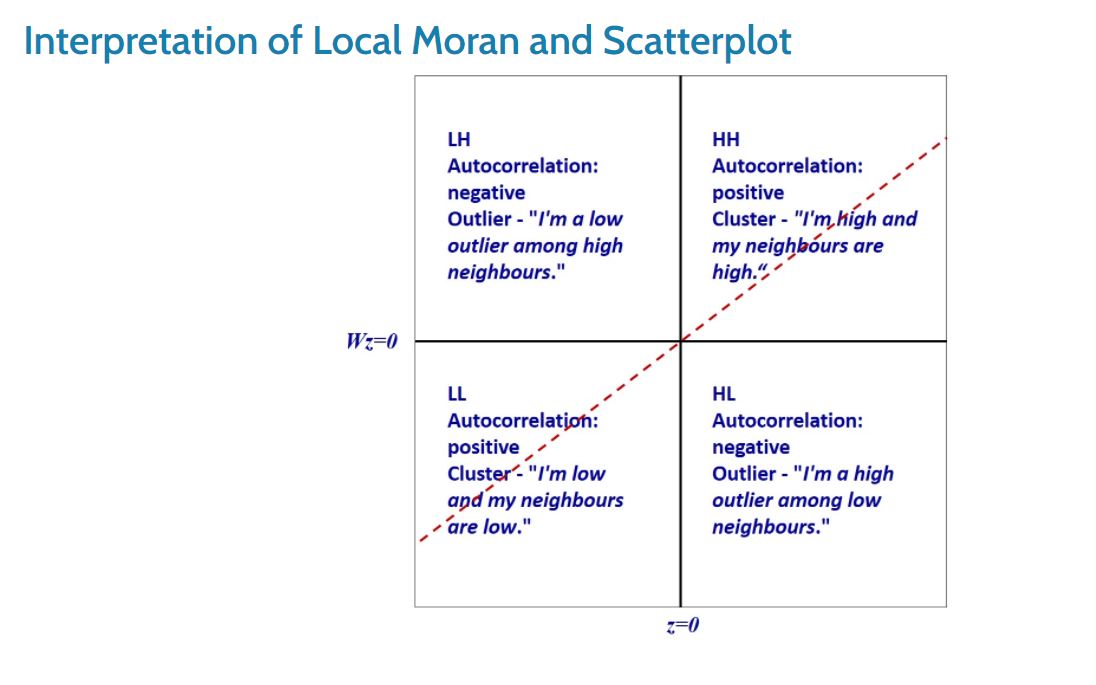 Interpretation of Local Moran and Scatterplot
LH
Autocorrelation:
negative
Outlier - "I'm a low
outlier among high
neighbours."
HH
Autocorrelation:
positive
Cluster - "I'm high and
my neighbours are
high.“
Wz=0
LL
Autocorrelation:
positive
Cluster - "I'm low
and my neighbours
are low."
HL
Autocorrelation:
negative
Outlier - "I'm a high
outlier among low
neighbours."
z=0